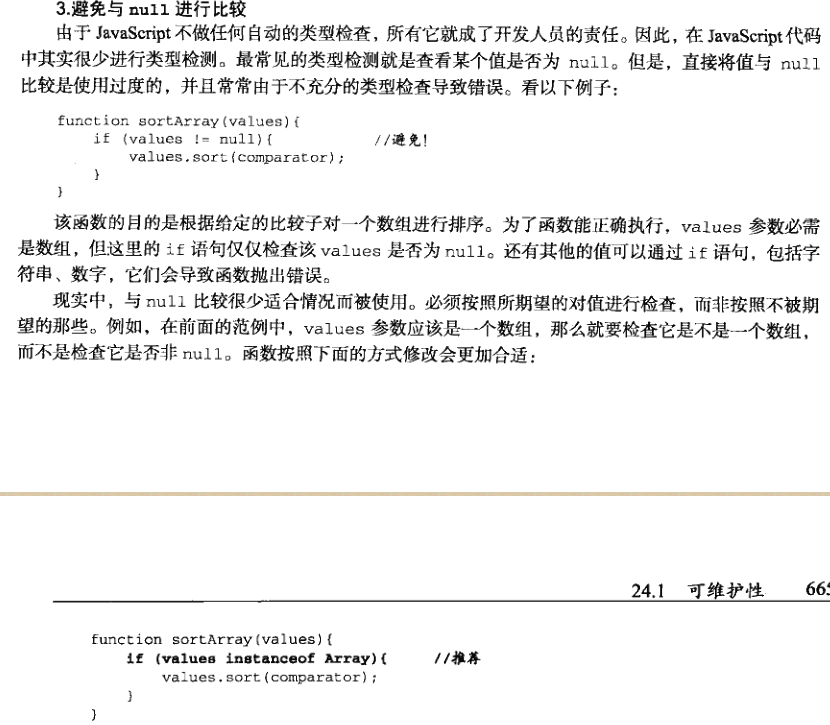 3.避免与 null 进行比较
由于 JavaScript 不做任何自动的类型检查，所有它就成了开发人员的责任。因此，在 JavaScript 代码
中其实很少进行类型检测。最常见的类型检测就是查看某个值是否为 null。但是，直接将值与 null
比较是使用过度的，并且常常由于不充分的类型检查导致错误。看以下例子：
function sortArray(values){
if (values != null){ //避免！
values.sort(comparator);
}
}
该函数的目的是根据给定的比较子对一个数组进行排序。为了函数能正确执行，values 参数必需
是数组，但这里的 if 语句仅仅检查该 values 是否为 null。还有其他的值可以通过 if 语句，包括字
符串、数字，它们会导致函数抛出错误。
现实中，与 null 比较很少适合情况而被使用。必须按照所期望的对值进行检查，而非按照不被期
望的那些。例如，在前面的范例中，values 参数应该是一个数组，那么就要检查它是不是一个数组，
而不是检查它是否非 null。函数按照下面的方式修改会更加合适：
24.1 可维护性 665
function sortArray(values){
if (values instanceof Array){ //推荐
values.sort(comparator);
}
}